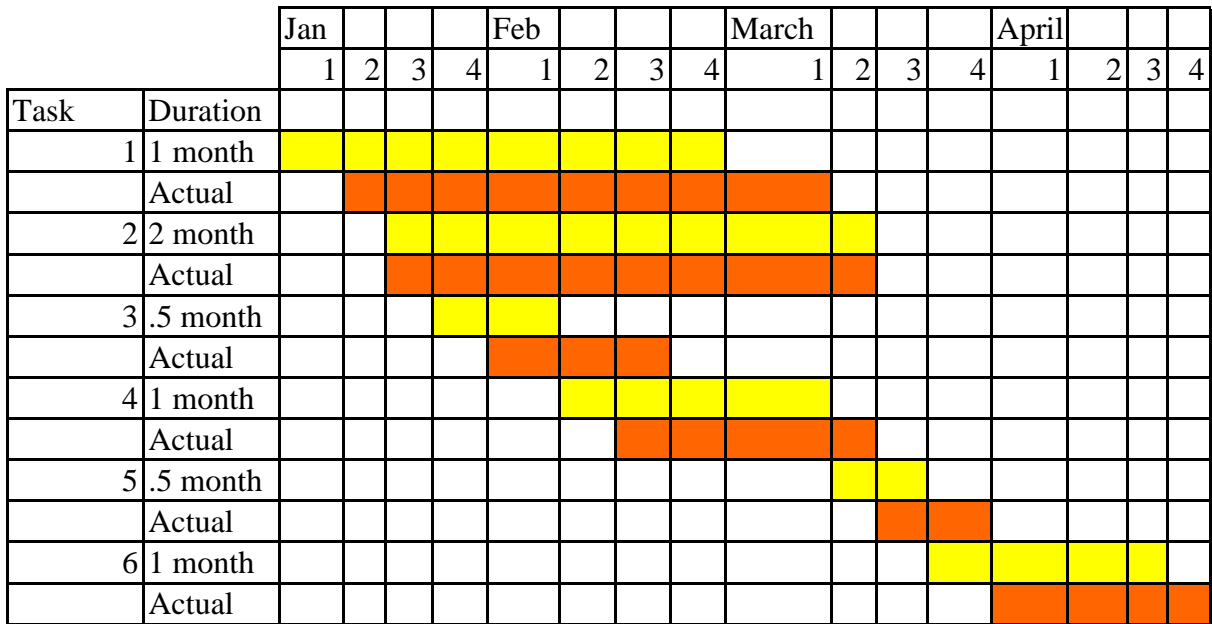 Jan Feb March April
1 2 3 4 1 2 3 4 1 2 3 4 1 2 3 4
Task Duration
1 1 month
Actual
2 2 month
Actual
3 .5 month
Actual
4 1 month
Actual
5 .5 month
Actual
6 1 month
Actual